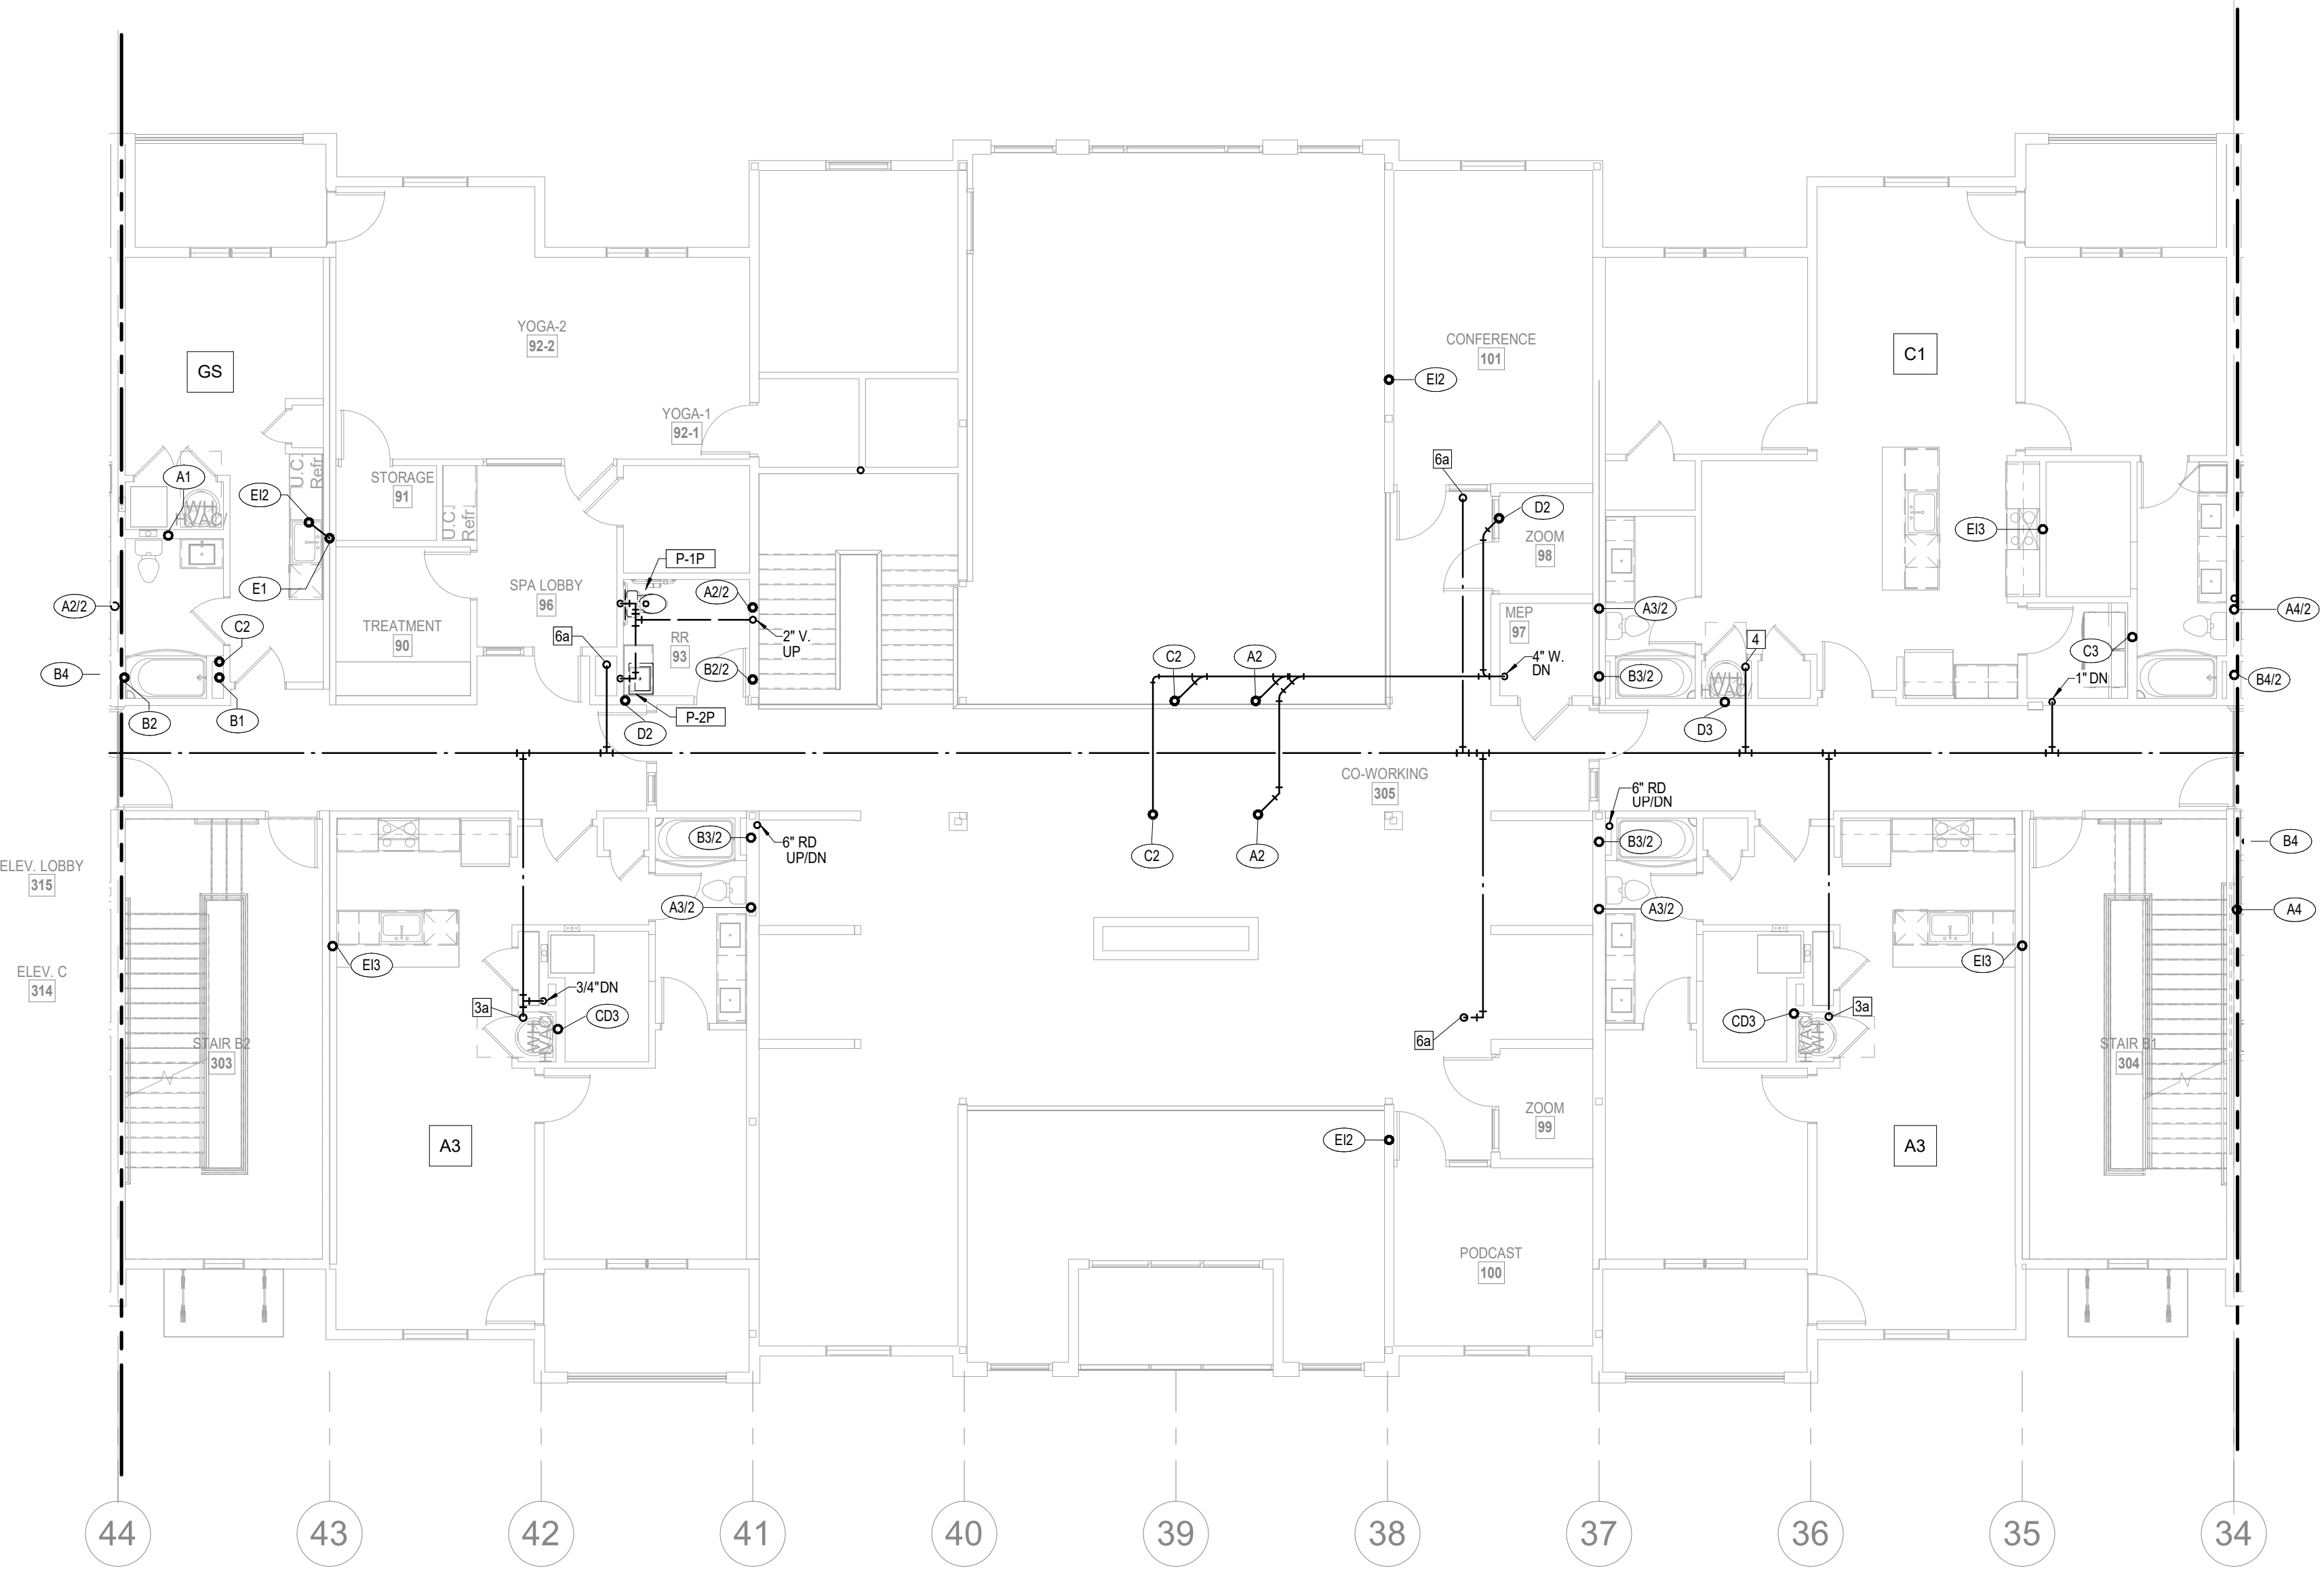 YOGA-2
92-2
CONFERENCE
101
C1
GS
EI2
YOGA-1
92-1
6a
U.C.
Refr.
STORAGE
91
A1
EI2
U.C.
Refr.
WH
HVAC/
D2
ZOOM
98
EI3
P-1P
E1
SPA LOBBY
96
A2/2
A2/2
MEP
97
A3/2
A4/2
C2
TREATMENT
90
6a
RR
93
2" V.
UP
4
C3
C2
A2
4" W.
DN
B4
B2/2
B3/2
WH
HVAC/
1" DN
B4/2
B2
B1
P-2P
D2
D3
CO-WORKING
305
6" RD
UP/DN
B3/2
6" RD
UP/DN
B3/2
B4
C2
A2
ELEV. LOBBY
315
A3/2
A3/2
A4
EI3
EI3
ELEV. C
314
3/4"DN
3a
CD3
CD3
3a
6a
STAIR B2
303
STAIR B1
304
ZOOM
99
A3
EI2
A3
PODCAST
100
44
43
42
41
40
39
38
37
36
35
34